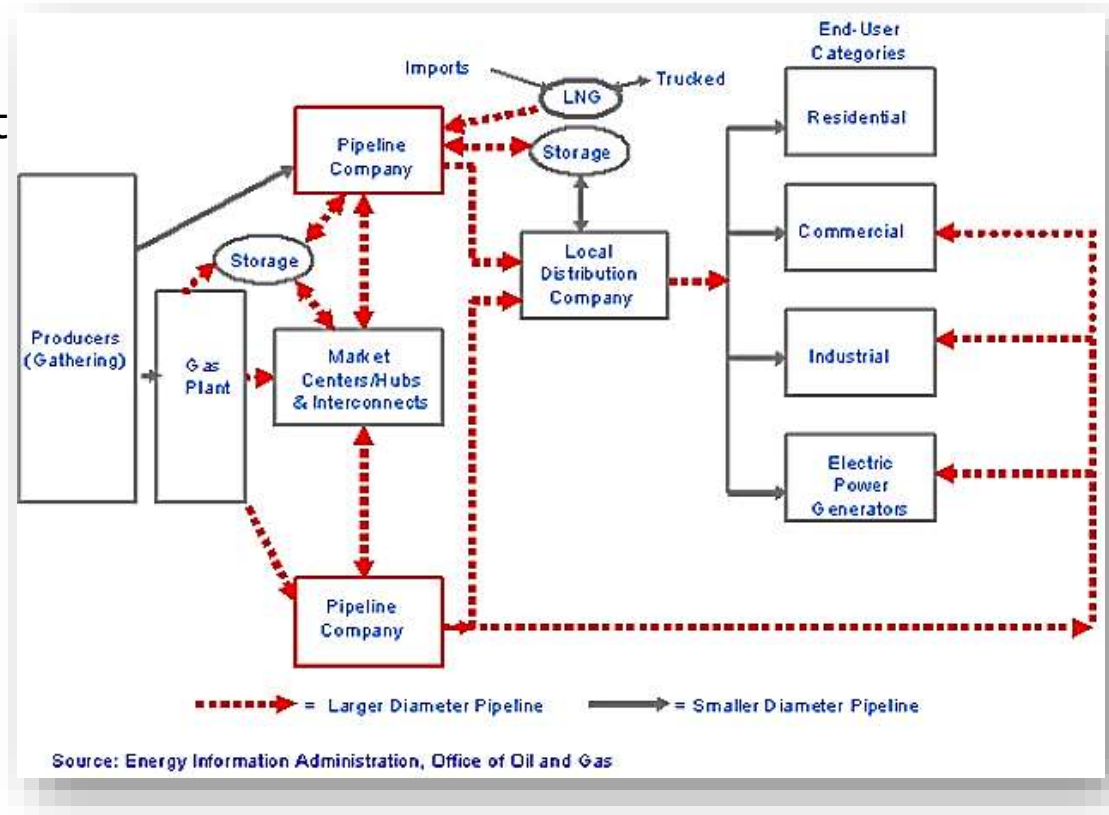 End-User
Categories
Imports
Trucked
LNG
Residential
Pipeline
Company
Storage
Commercial
Storage
Local
Distribution
Company
Producers
(Gathering)
Gas
Plant
Market
Centers/Hubs
& Interconnects
Industrial
Electric
Power
Generators
Pipeline
Company
= Larger Diameter Pipeline
= Smaller Diameter Pipeline
Source: Energy Information Administration, Office of Oil and Gas